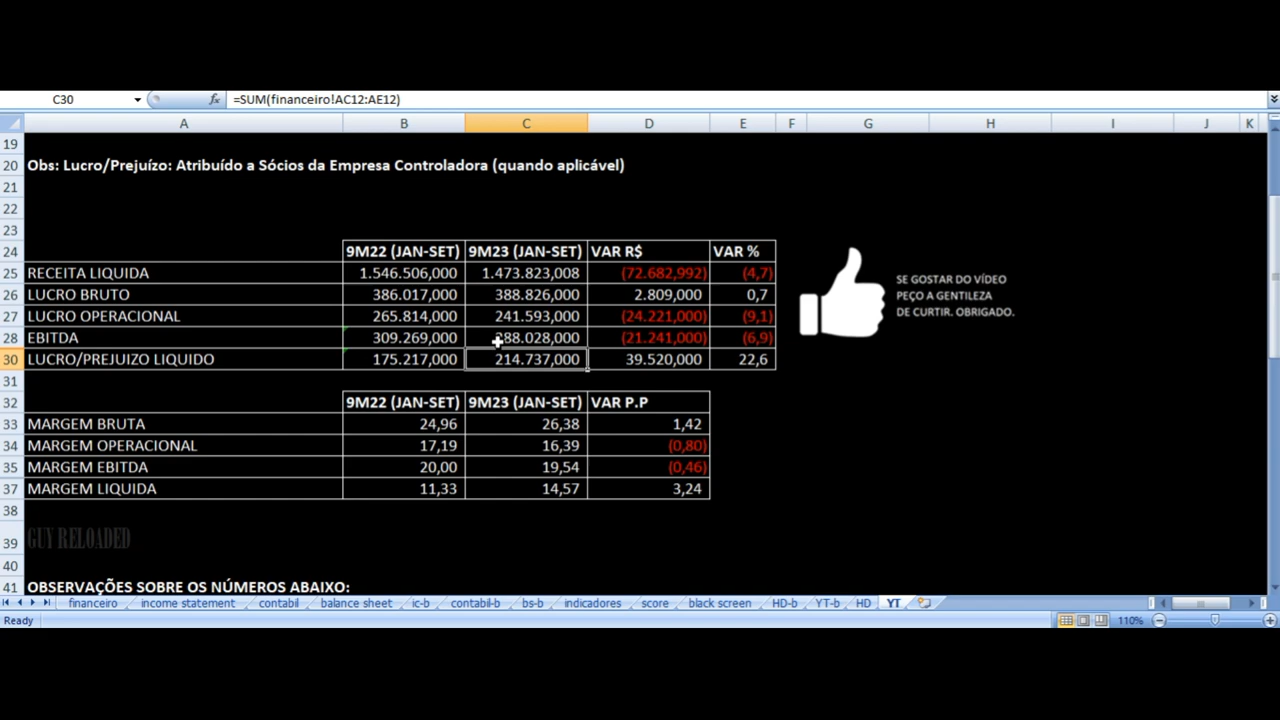 C30 fx =SUM(financeiro!AC12:AE12)
A B C D E F G H I J K
19
20 Obs: Lucro/Prejuízo: Atribuído a Sócios da Empresa Controladora (quando aplicável)
21
22
23
24 9M22 (JAN-SET) 9M23 (JAN-SET) VAR R$ VAR %
25 RECEITA LIQUIDA 1.546.506,000 1.473.823,008 (72.682,992) (4,7)
26 LUCRO BRUTO 386.017,000 388.826,000 2.809,000 0,7
27 LUCRO OPERACIONAL 265.814,000 241.593,000 (24.221,000) (9,1)
28 EBITDA 309.269,000 288.028,000 (21.241,000) (6,9)
30 LUCRO/PREJUIZO LIQUIDO 175.217,000 214.737,000 39.520,000 22,6
SE GOSTAR DO VÍDEO
PEÇO A GENTILEZA
DE CURTIR. OBRIGADO.
31
32 9M22 (JAN-SET) 9M23 (JAN-SET) VAR P.P
33 MARGEM BRUTA 24,96 26,38 1,42
34 MARGEM OPERACIONAL 17,19 16,39 (0,80)
35 MARGEM EBITDA 20,00 19,54 (0,46)
37 MARGEM LIQUIDA 11,33 14,57 3,24
38
39 GUY RELOADED
40
41 OBSERVAÇÕES SOBRE OS NÚMEROS ABAIXO:
financeiro income statement contabil balance sheet ic-b contabil-b bs-b indicadores score black screen HD-b YT-b HD YT
Ready 110%